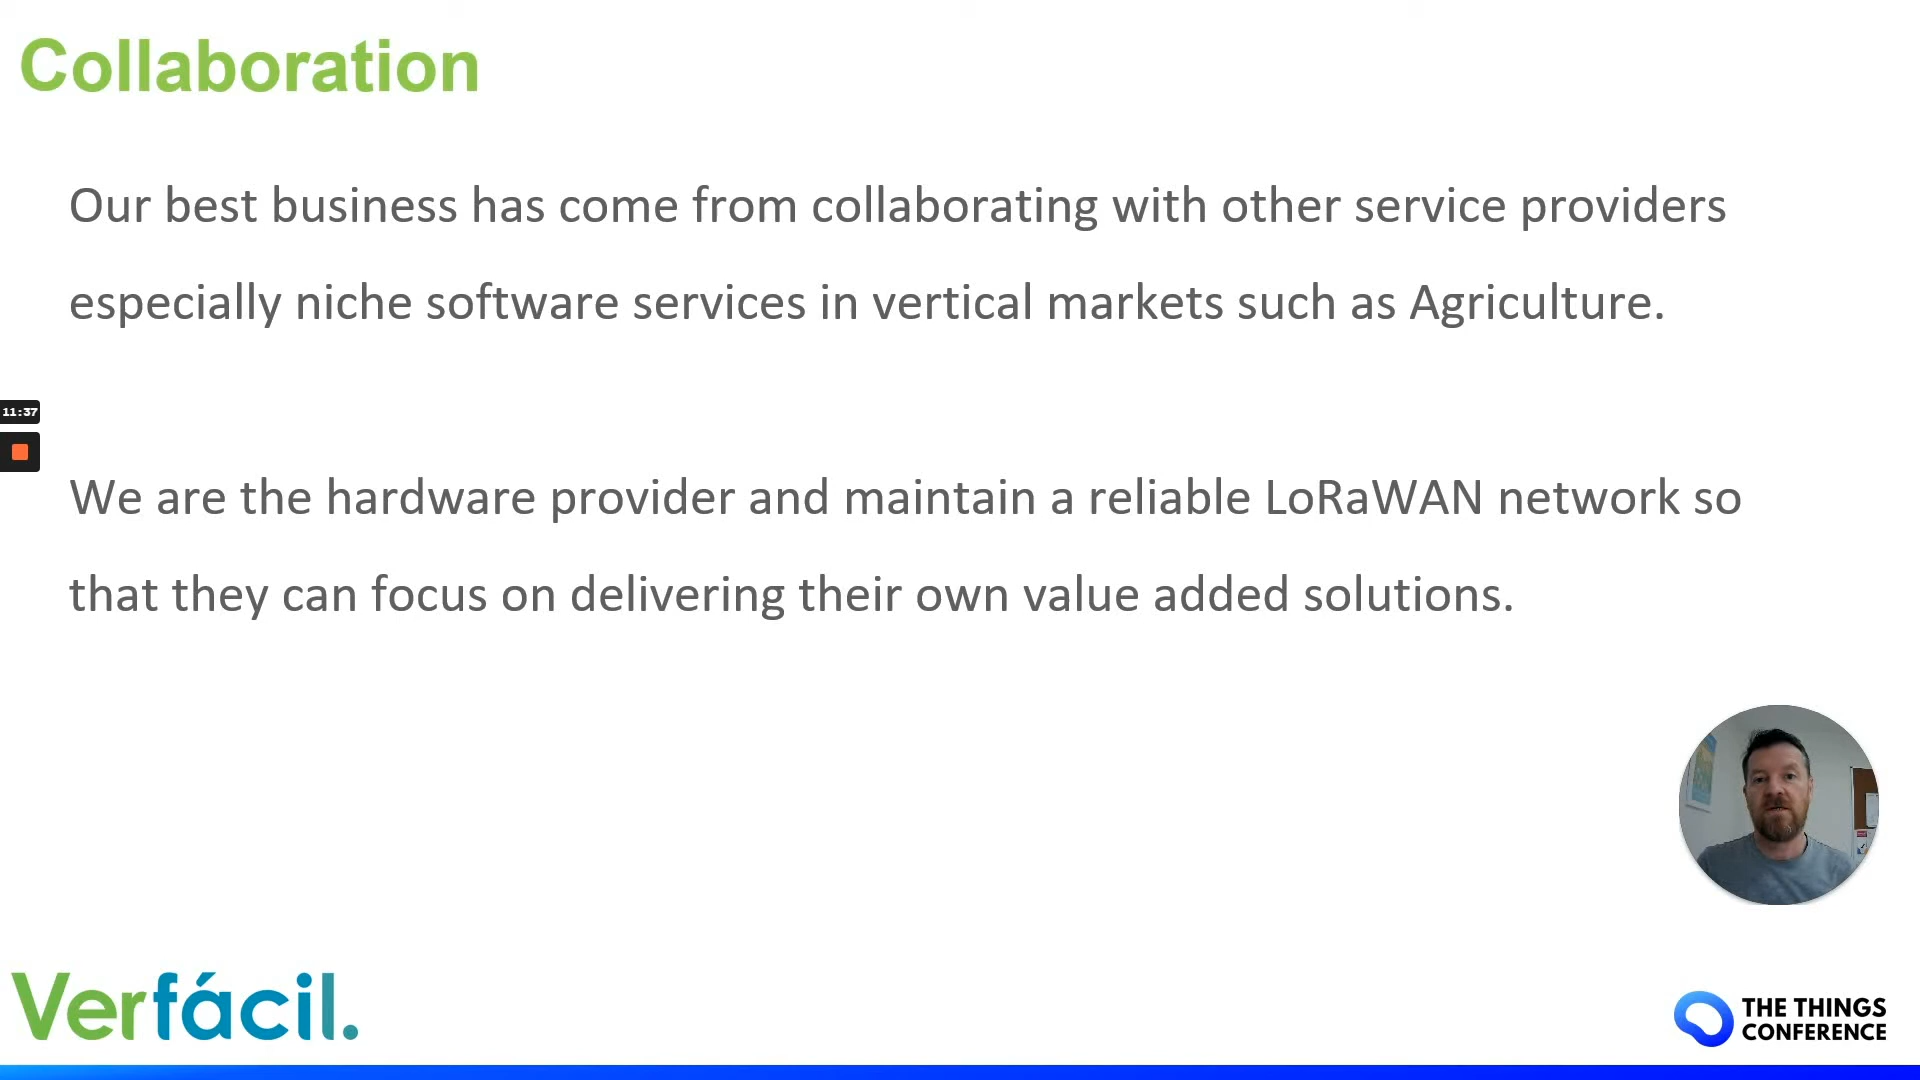 Collaboration
Our best business has come from collaborating with other service providers
especially niche software services in vertical markets such as Agriculture.
11:37
We are the hardware provider and maintain a reliable LoRaWAN network so
that they can focus on delivering their own value added solutions.
Verfácil.
THE THINGS
CONFERENCE